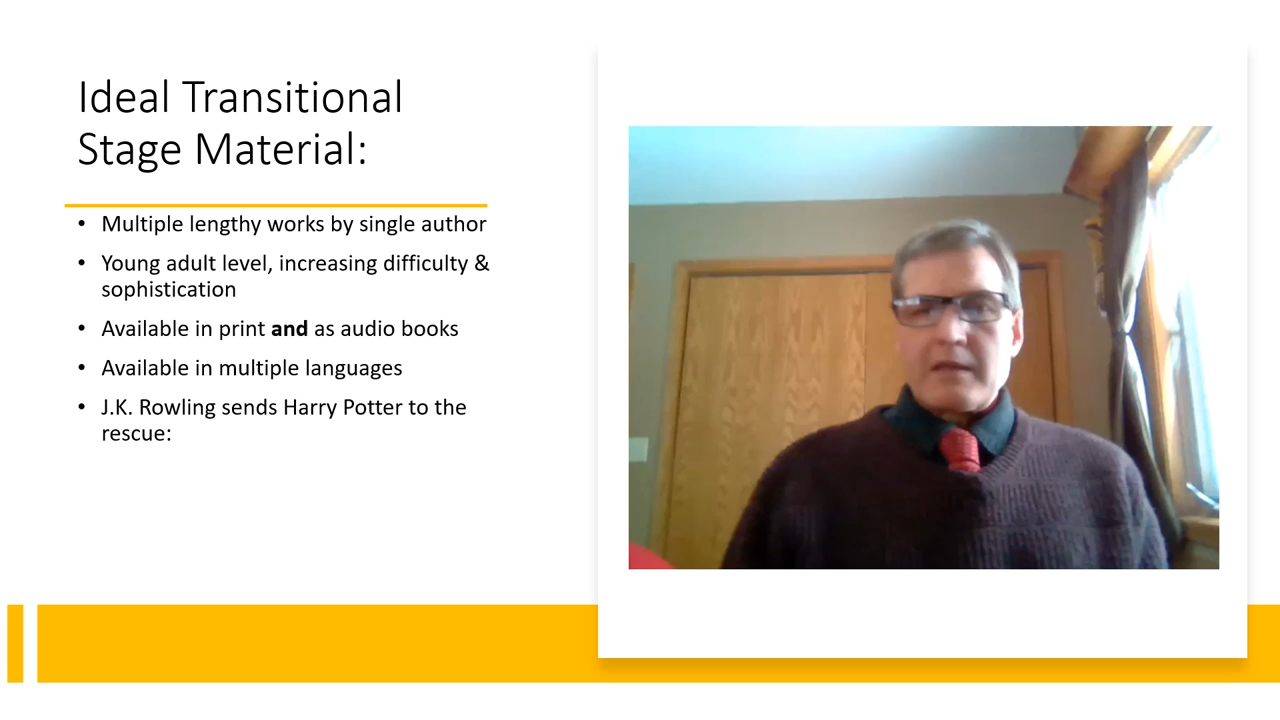 Ideal Transitional
Stage Material:
• Multiple lengthy works by single author
• Young adult level, increasing difficulty &
sophistication
• Available in print and as audio books
• Available in multiple languages
• J.K. Rowling sends Harry Potter to the
rescue: